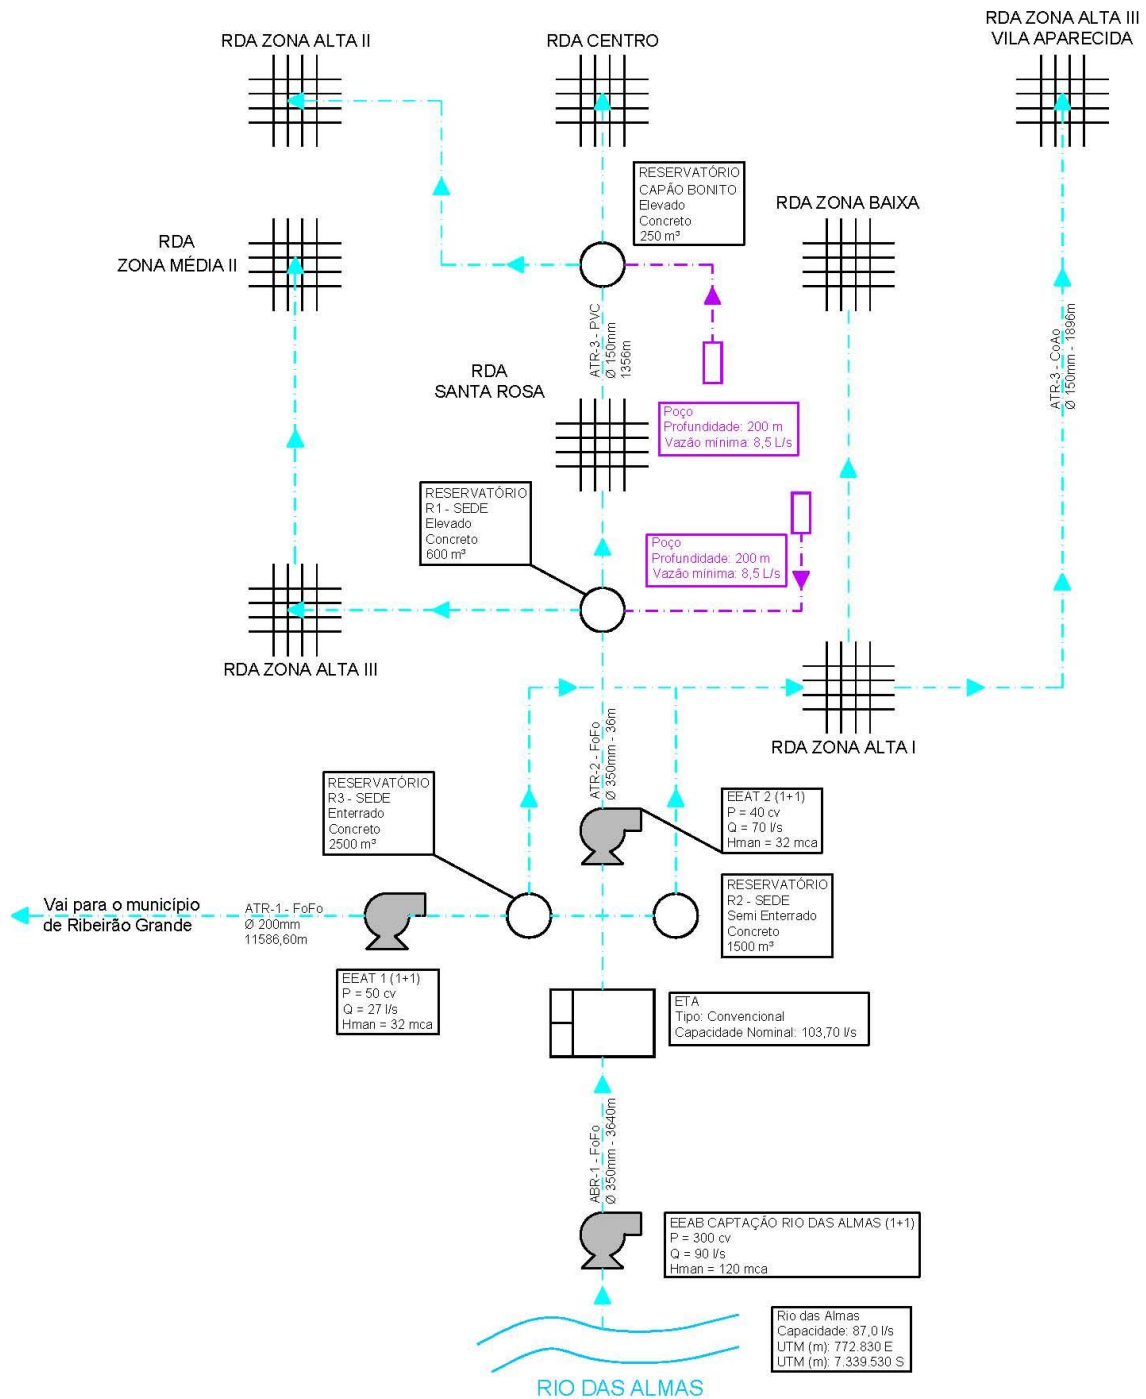 RDA ZONA ALTA II
RDA CENTRO
RDA ZONA ALTA III
VILA APARECIDA
RESERVATÓRIO
CAPÃO BONITO
Elevado
Concreto
250 m³
RDA ZONA BAIXA
RDA
ZONA MÉDIA II
ATR-3 - PVC
Ø 150mm
1356m
ATR-3 - CoAo
Ø 150mm - 1896m
RDA
SANTA ROSA
Poço
Profundidade: 200 m
Vazão mínima: 8,5 L/s
RESERVATÓRIO
R1 - SEDE
Elevado
Concreto
600 m³
Poço
Profundidade: 200 m
Vazão mínima: 8,5 L/s
RDA ZONA ALTA III
RDA ZONA ALTA I
ATR-2 - FoFo
Ø 350mm - 36m
RESERVATÓRIO
R3 - SEDE
Enterrado
Concreto
2500 m³
EEAT 2 (1+1)
P = 40 cv
Q = 70 l/s
Hman = 32 mca
RESERVATÓRIO
R2 - SEDE
Semi Enterrado
Concreto
1500 m³
Vai para o município
de Ribeirão Grande
ATR-1 - FoFo
Ø 200mm
11586,60m
EEAT 1 (1+1)
P = 50 cv
Q = 27 l/s
Hman = 32 mca
ETA
Tipo: Convencional
Capacidade Nominal: 103,70 l/s
ABR-1 - FoFo
Ø 350mm - 3640m
EEAB CAPTAÇÃO RIO DAS ALMAS (1+1)
P = 300 cv
Q = 90 l/s
Hman = 120 mca
Rio das Almas
Capacidade: 87,0 l/s
UTM (m): 772.830 E
UTM (m): 7.339.530 S
RIO DAS ALMAS